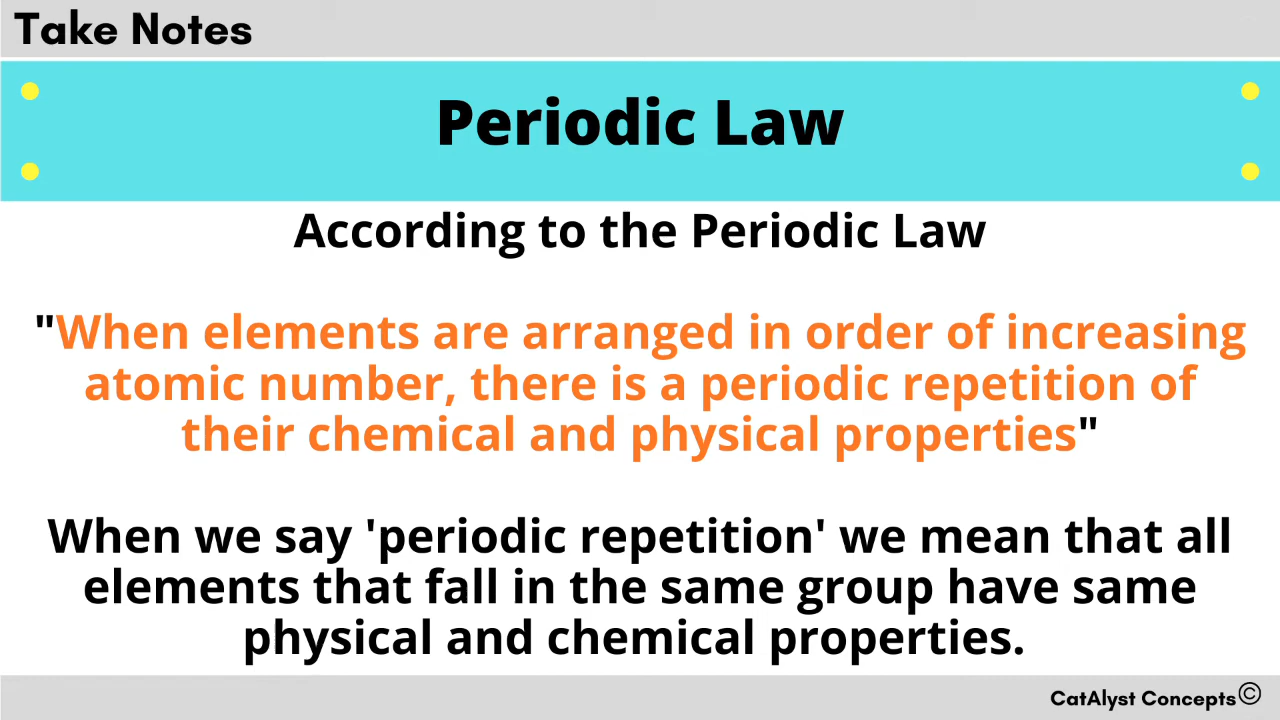 Take Notes
Periodic Law
According to the Periodic Law
"When elements are arranged in order of increasing
atomic number, there is a periodic repetition of
their chemical and physical properties"
When we say 'periodic repetition' we mean that all
elements that fall in the same group have same
physical and chemical properties.
CatAlyst Concepts©